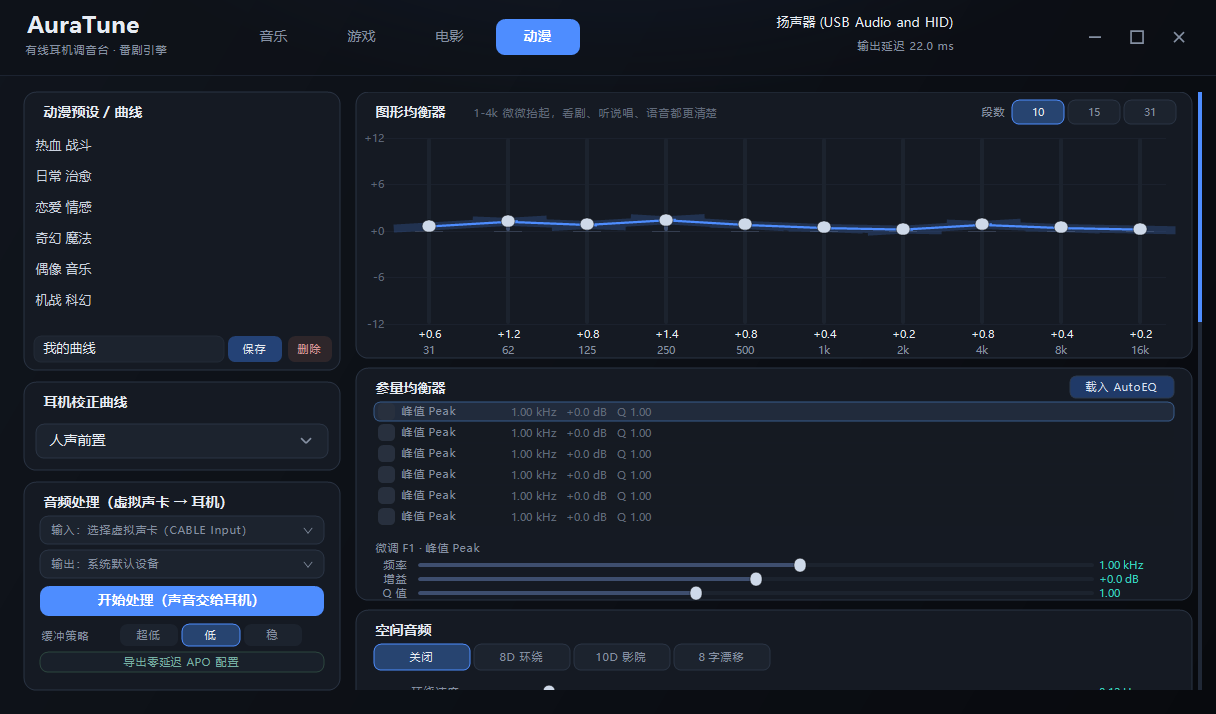 AuraTune
有线耳机调音台 · 番剧引擎
音乐 游戏 电影 动漫
扬声器 (USB Audio and HID)
输出延迟 22.0 ms
动漫预设 / 曲线
热血 战斗
日常 治愈
恋爱 情感
奇幻 魔法
偶像 音乐
机战 科幻
我的曲线 保存 删除
耳机校正曲线
人声前置
音频处理（虚拟声卡 → 耳机）
输入：选择虚拟声卡（CABLE Input）
输出：系统默认设备
开始处理（声音交给耳机）
缓冲策略 超低 低 稳
导出零延迟 APO 配置
图形均衡器 1-4k 微微抬起，看剧、听说唱、语音都更清楚 段数 10 15 31
+12
+6
+0
-6
-12
+0.6 +1.2 +0.8 +1.4 +0.8 +0.4 +0.2 +0.8 +0.4 +0.2
31 62 125 250 500 1k 2k 4k 8k 16k
参量均衡器 载入 AutoEQ
峰值 Peak 1.00 kHz +0.0 dB Q 1.00
峰值 Peak 1.00 kHz +0.0 dB Q 1.00
峰值 Peak 1.00 kHz +0.0 dB Q 1.00
峰值 Peak 1.00 kHz +0.0 dB Q 1.00
峰值 Peak 1.00 kHz +0.0 dB Q 1.00
峰值 Peak 1.00 kHz +0.0 dB Q 1.00
微调 F1 · 峰值 Peak
频率 1.00 kHz
增益 +0.0 dB
Q 值 1.00
空间音频
关闭 8D 环绕 10D 影院 8 字漂移